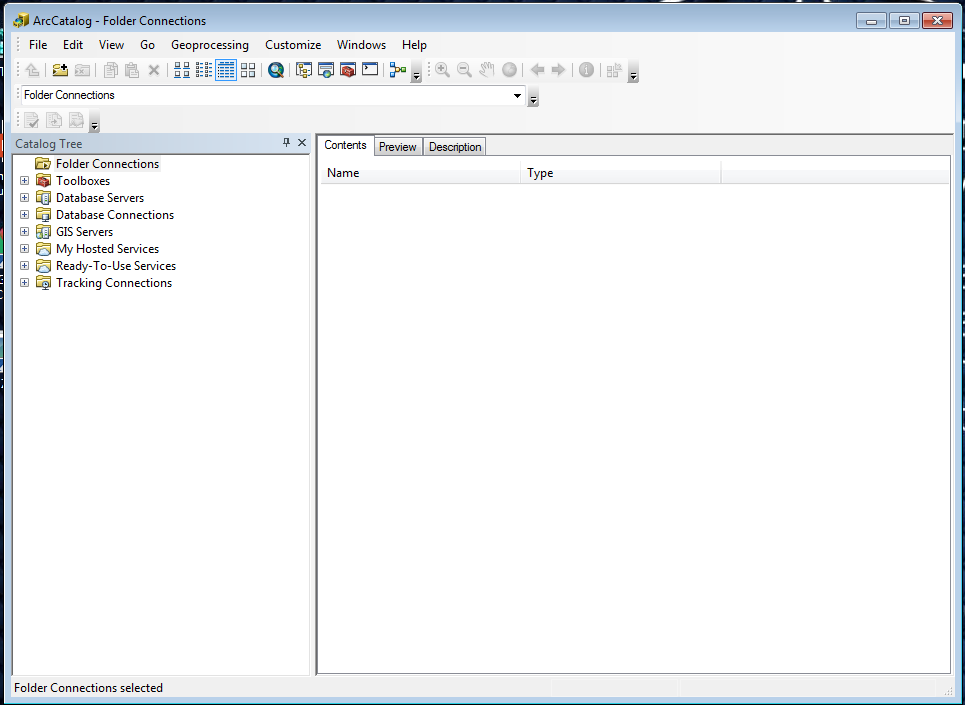 ArcCatalog - Folder Connections
File Edit View Go Geoprocessing Customize Windows Help
Folder Connections
Catalog Tree
Folder Connections
Toolboxes
Database Servers
Database Connections
GIS Servers
My Hosted Services
Ready-To-Use Services
Tracking Connections
Contents Preview Description
Name Type
Folder Connections selected